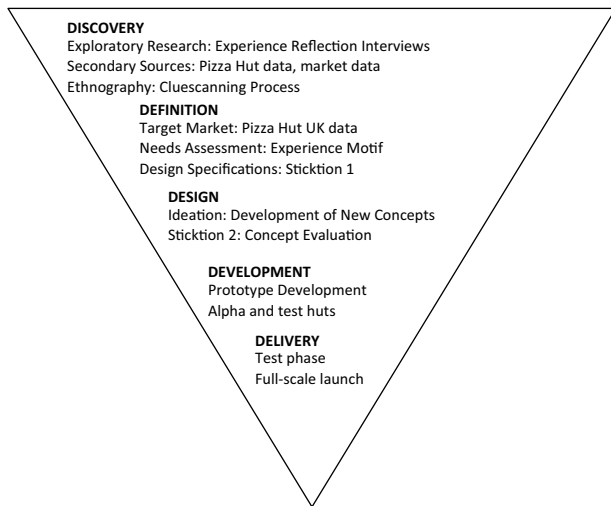 DISCOVERY
Exploratory Research: Experience Reflection Interviews
Secondary Sources: Pizza Hut data, market data
Ethnography: Cluescanning Process
DEFINITION
Target Market: Pizza Hut UK data
Needs Assessment: Experience Motif
Design Specifications: Sticktion 1
DESIGN
Ideation: Development of New Concepts
Sticktion 2: Concept Evaluation
DEVELOPMENT
Prototype Development
Alpha and test huts
DELIVERY
Test phase
Full-scale launch